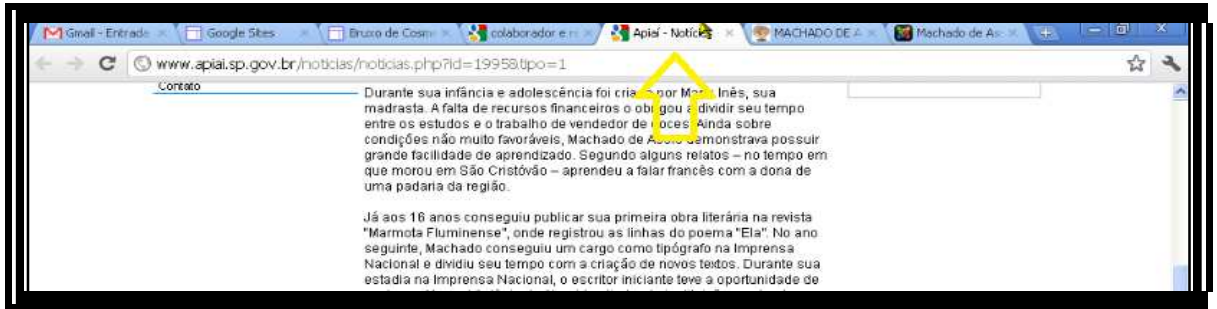 Gmail - Entrada
Google Sites
Bruxo de Cosm
colaborador e r
Apiaí - Notíc
MACHADO DE A
Machado de As
www.apiai.sp.gov.br/noticias/noticias.php?id=1995&tipo=1
Contato
Durante sua infância e adolescência foi cria por Maria Inês, sua
madrasta. A falta de recursos financeiros o obrigou a dividir seu tempo
entre os estudos e o trabalho de vendedor de doces. Ainda sobre
condições não muito favoráveis, Machado de Assis demonstrava possuir
grande facilidade de aprendizado. Segundo alguns relatos – no tempo em
que morou em São Cristóvão – aprendeu a falar francês com a dona de
uma padaria da região.
Já aos 16 anos conseguiu publicar sua primeira obra literária na revista
"Marmota Fluminense", onde registrou as linhas do poema "Ela". No ano
seguinte, Machado conseguiu um cargo como tipógrafo na Imprensa
Nacional e dividiu seu tempo com a criação de novos textos. Durante sua
estadia na Imprensa Nacional, o escritor iniciante teve a oportunidade de